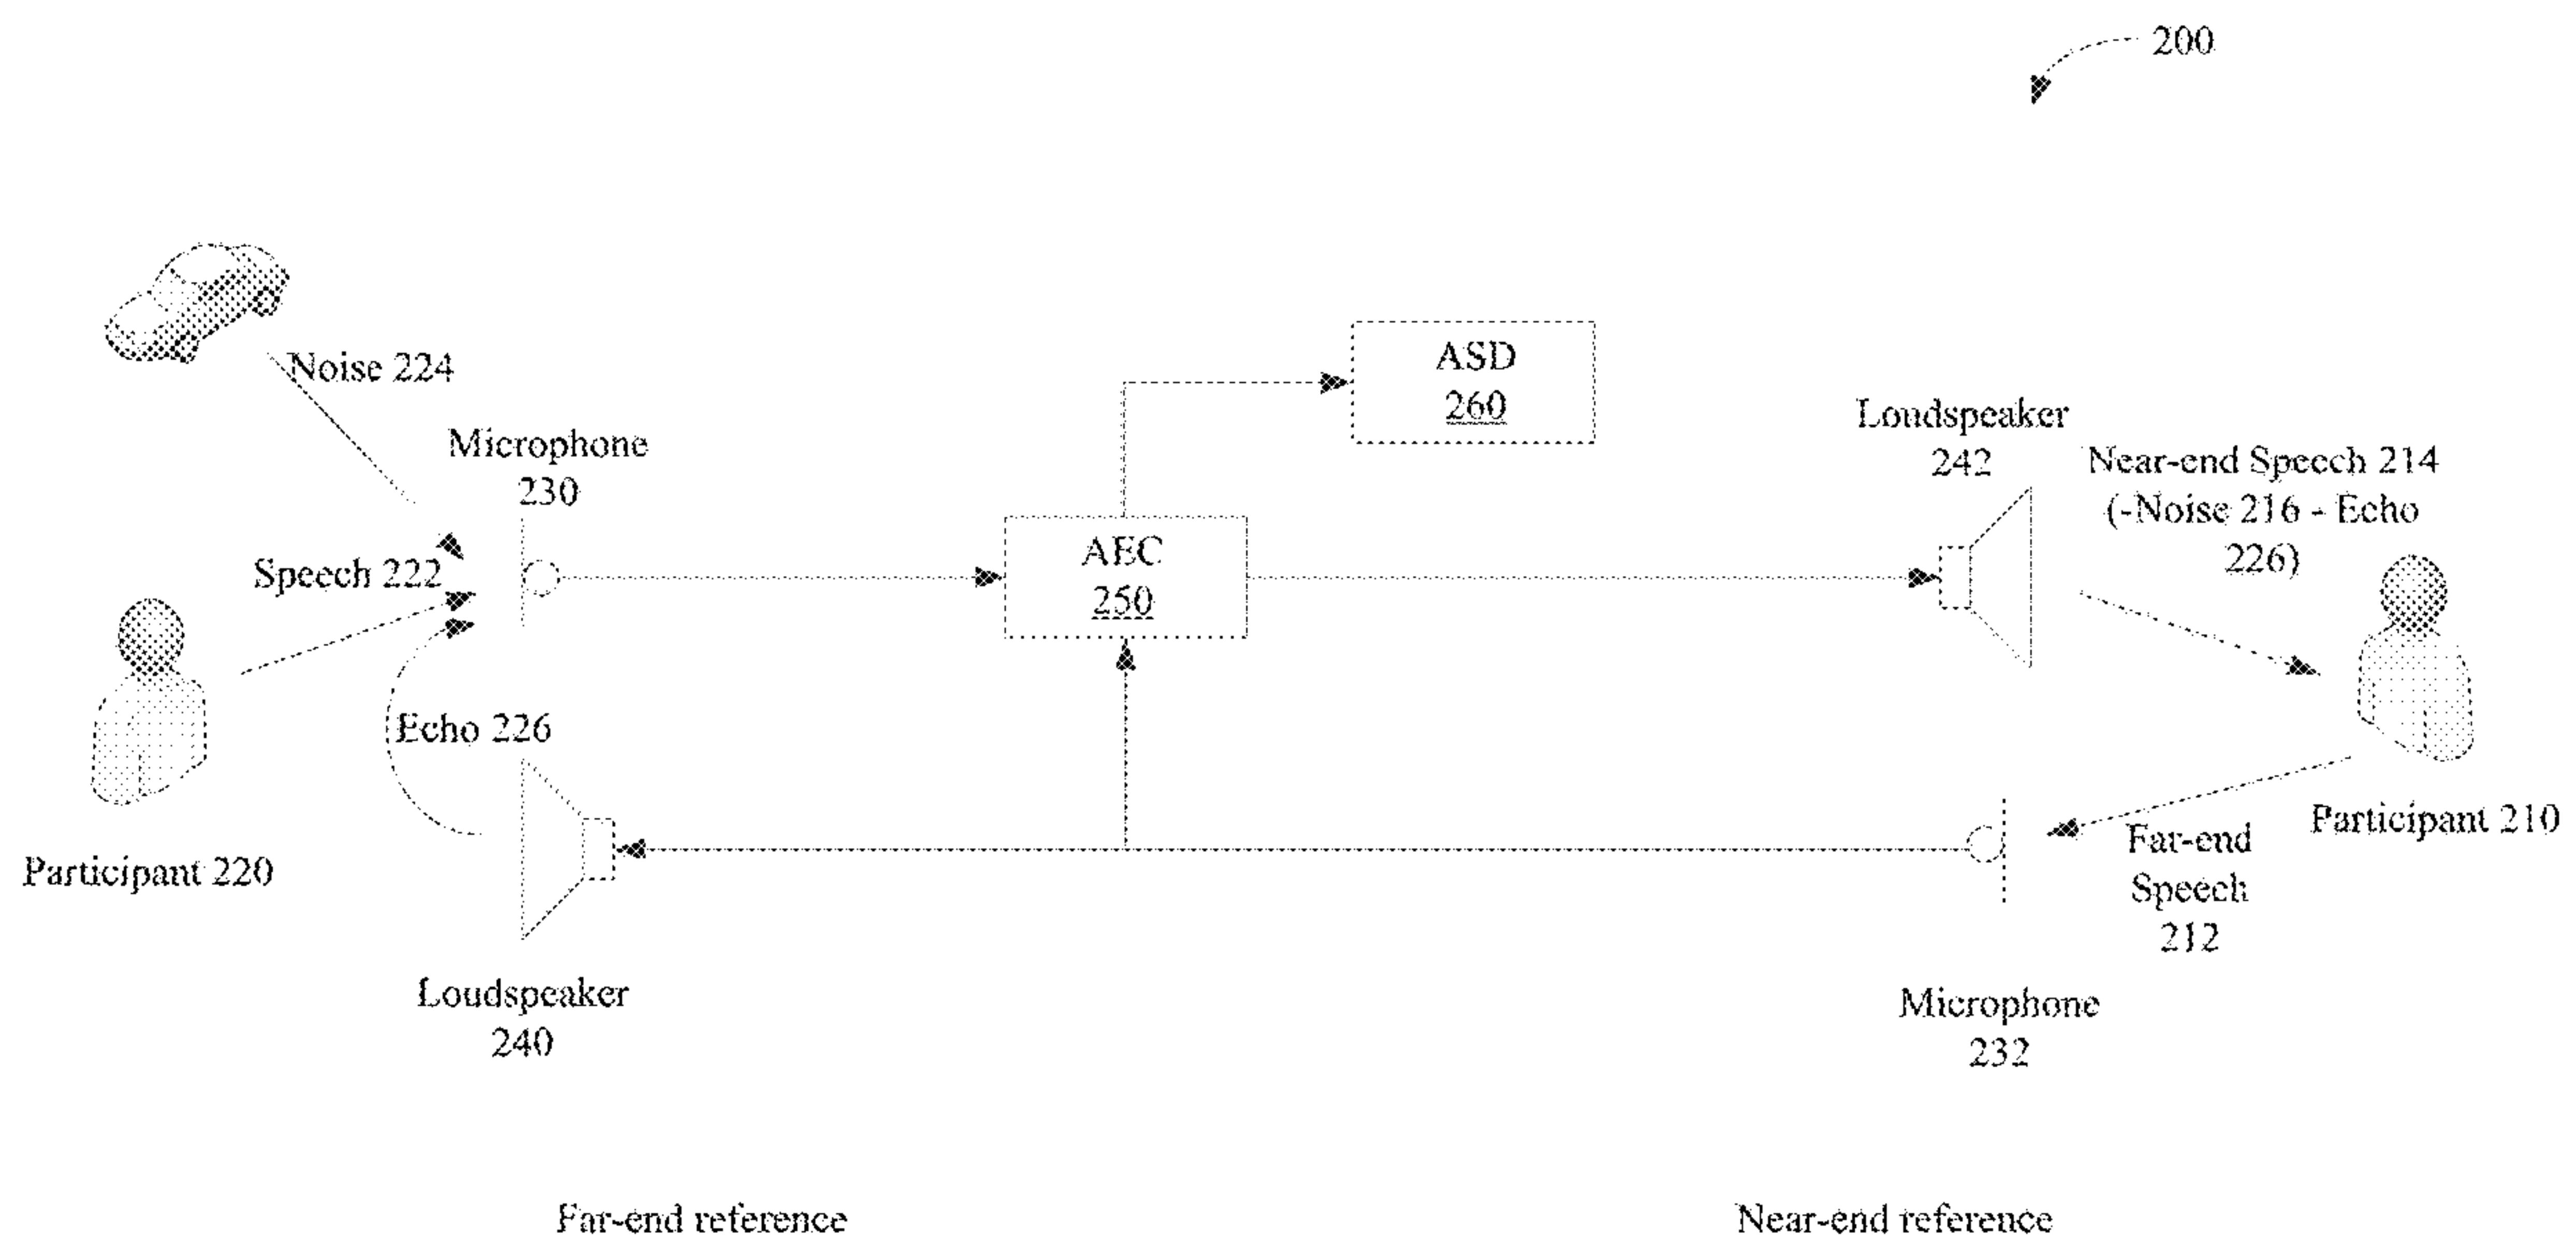 200
Noise 224
ASD
260
Microphone
230
Loudspeaker
242
Near-end Speech 214
(-Noise 216 - Echo
226)
Speech 222
AEC
250
Echo 226
Participant 220
Participant 210
Far-end
Speech
212
Loudspeaker
240
Microphone
232
Far-end reference
Near-end reference